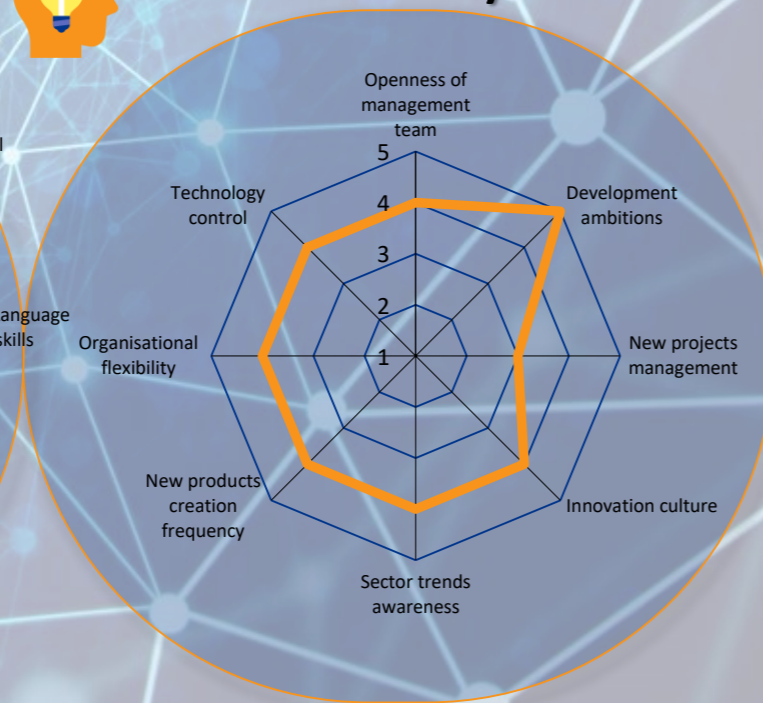 Openness of
management
team
5
4
3
2
1
Technology
control
Development
ambitions
skills
Organisational
flexibility
New projects
management
New products
creation
frequency
Innovation culture
Sector trends
awareness